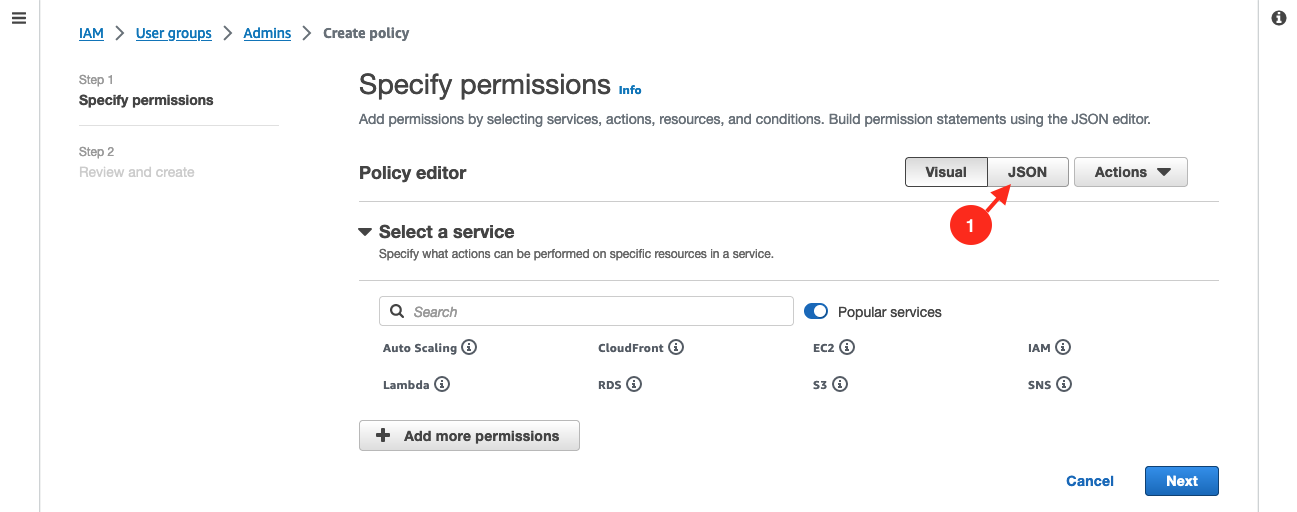 IAM > User groups > Admins > Create policy
Step 1
Specify permissions
Step 2
Review and create
Specify permissions Info
Add permissions by selecting services, actions, resources, and conditions. Build permission statements using the JSON editor.
Policy editor
Visual JSON Actions
1
Select a service
Specify what actions can be performed on specific resources in a service.
Search Popular services
Auto Scaling CloudFront EC2 IAM
Lambda RDS S3 SNS
Add more permissions
Cancel Next